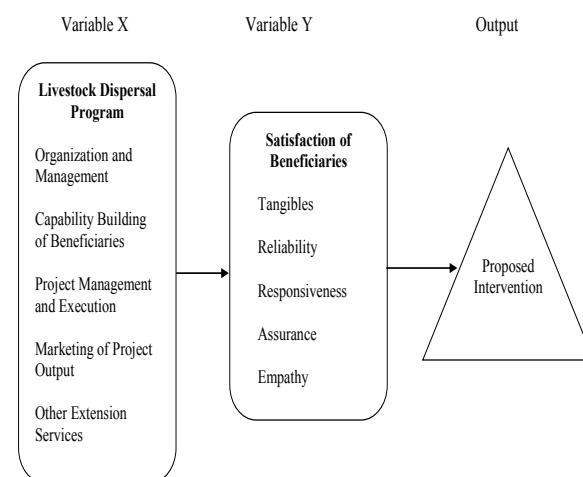 Variable X
Variable Y
Output
Livestock Dispersal
Program
Organization and
Management
Capability Building
of Beneficiaries
Project Management
and Execution
Marketing of Project
Output
Other Extension
Services
Satisfaction of
Beneficiaries
Tangibles
Reliability
Responsiveness
Assurance
Empathy
Proposed
Intervention